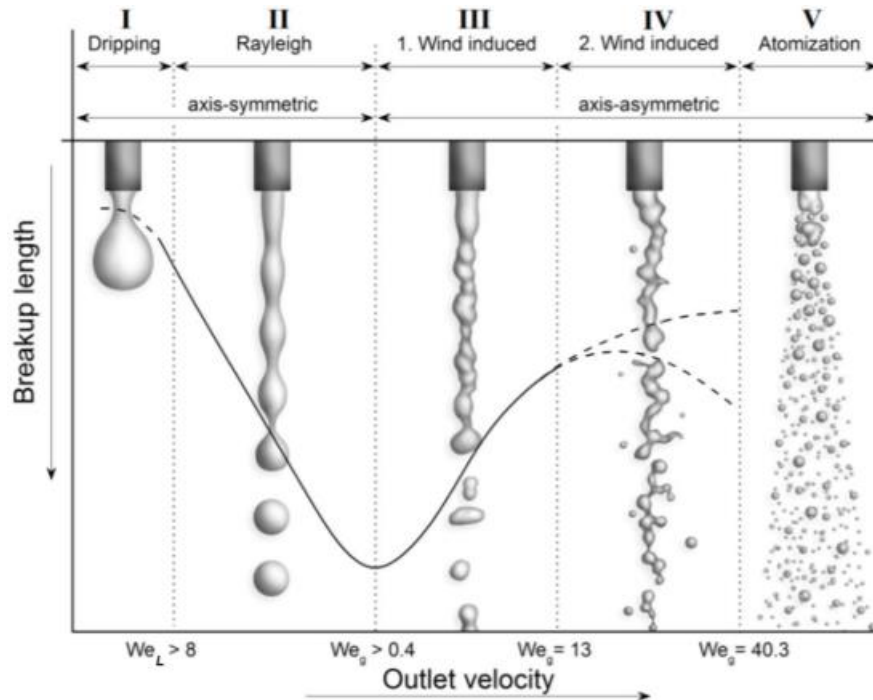 I II III IV V
Dripping Rayleigh 1. Wind induced 2. Wind induced Atomization
axis-symmetric axis-asymmetric
Breakup length
We_L > 8 We_g > 0.4 We_g = 13 We_g = 40.3
Outlet velocity